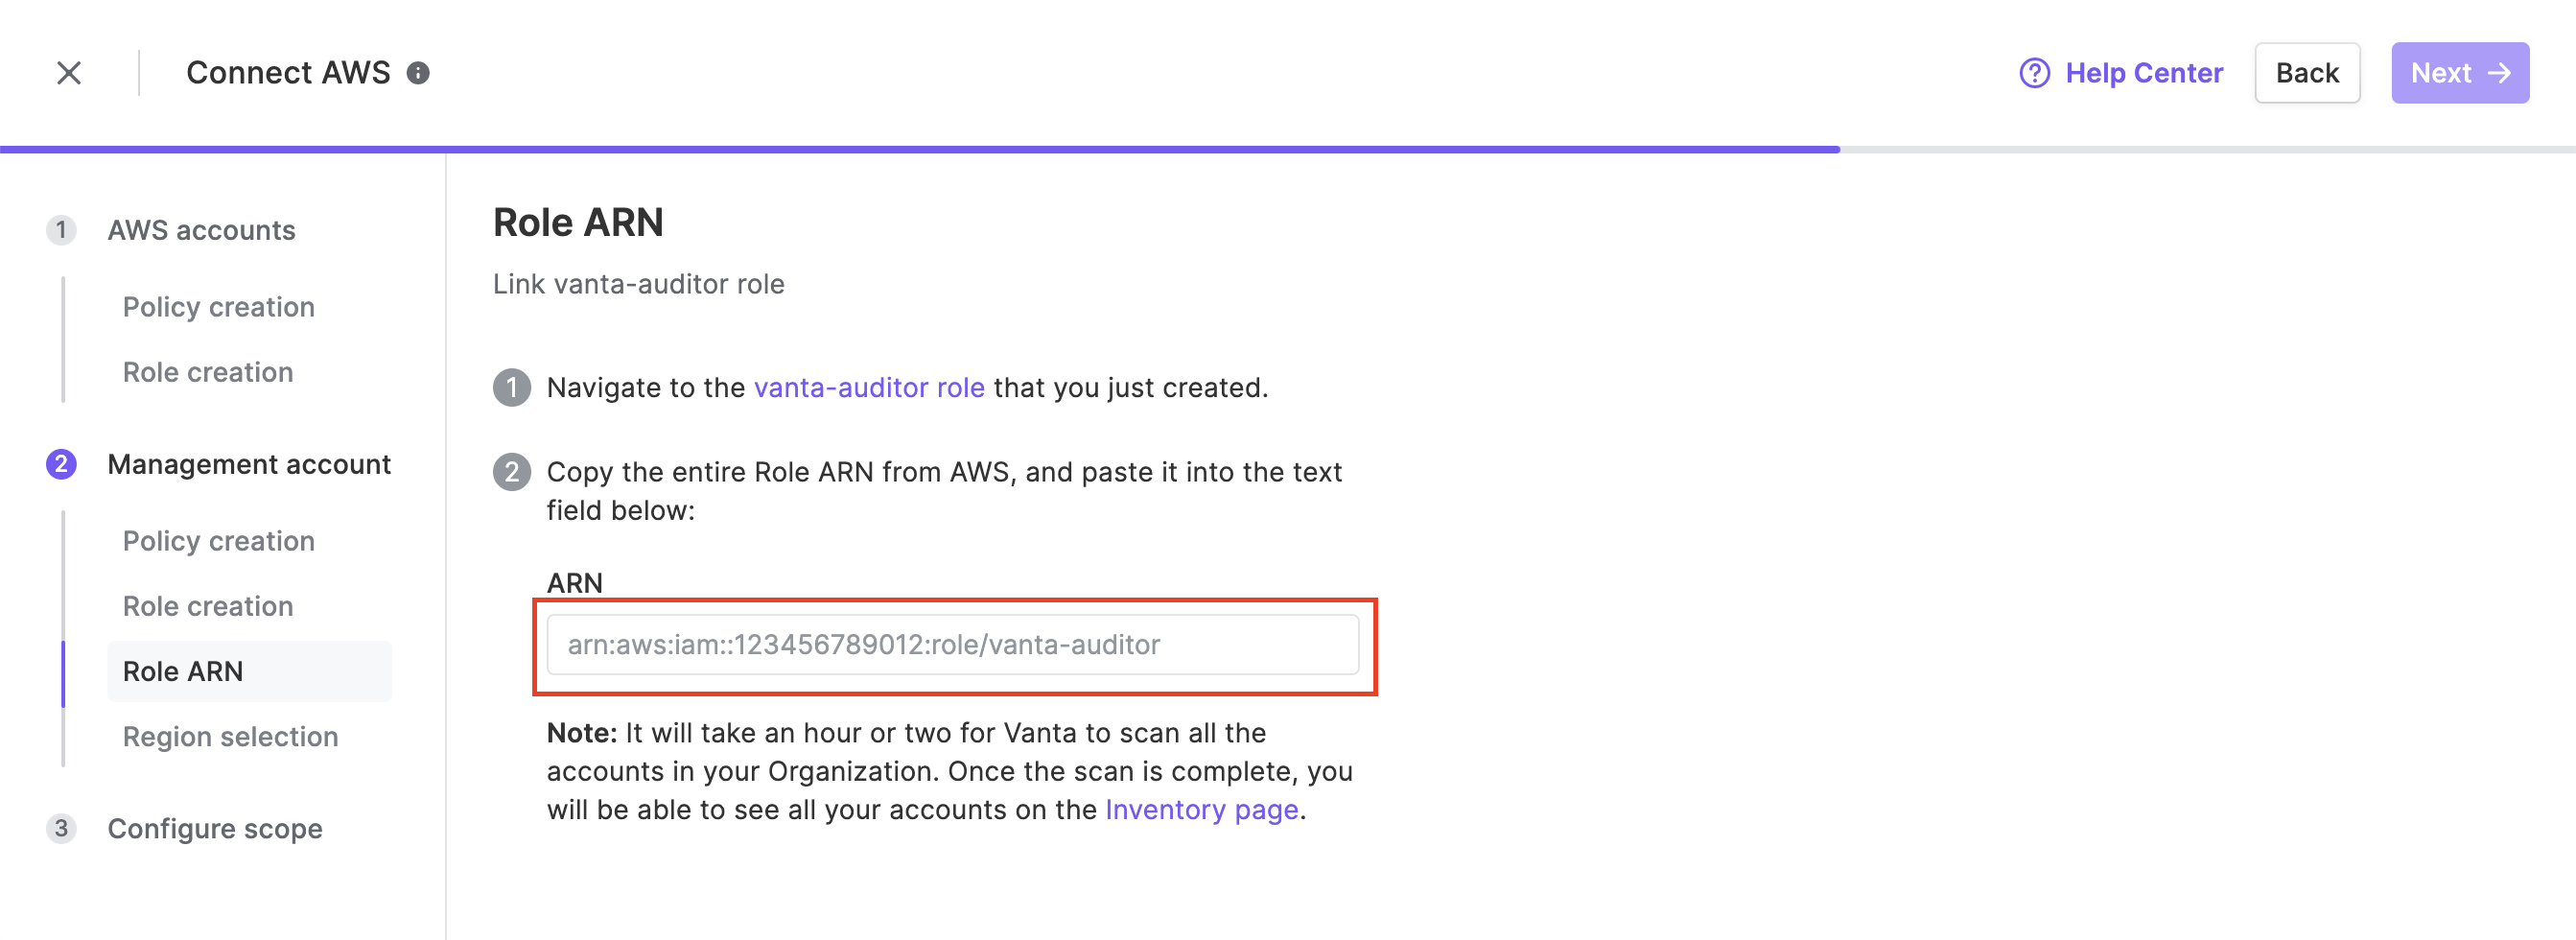 Connect AWS
Help Center
Back
Next
1 AWS accounts
Policy creation
Role creation
2 Management account
Policy creation
Role creation
Role ARN
Region selection
3 Configure scope
Role ARN
Link vanta-auditor role
1 Navigate to the vanta-auditor role that you just created.
2 Copy the entire Role ARN from AWS, and paste it into the text
field below:
ARN
arn:aws:iam::123456789012:role/vanta-auditor
Note: It will take an hour or two for Vanta to scan all the
accounts in your Organization. Once the scan is complete, you
will be able to see all your accounts on the Inventory page.